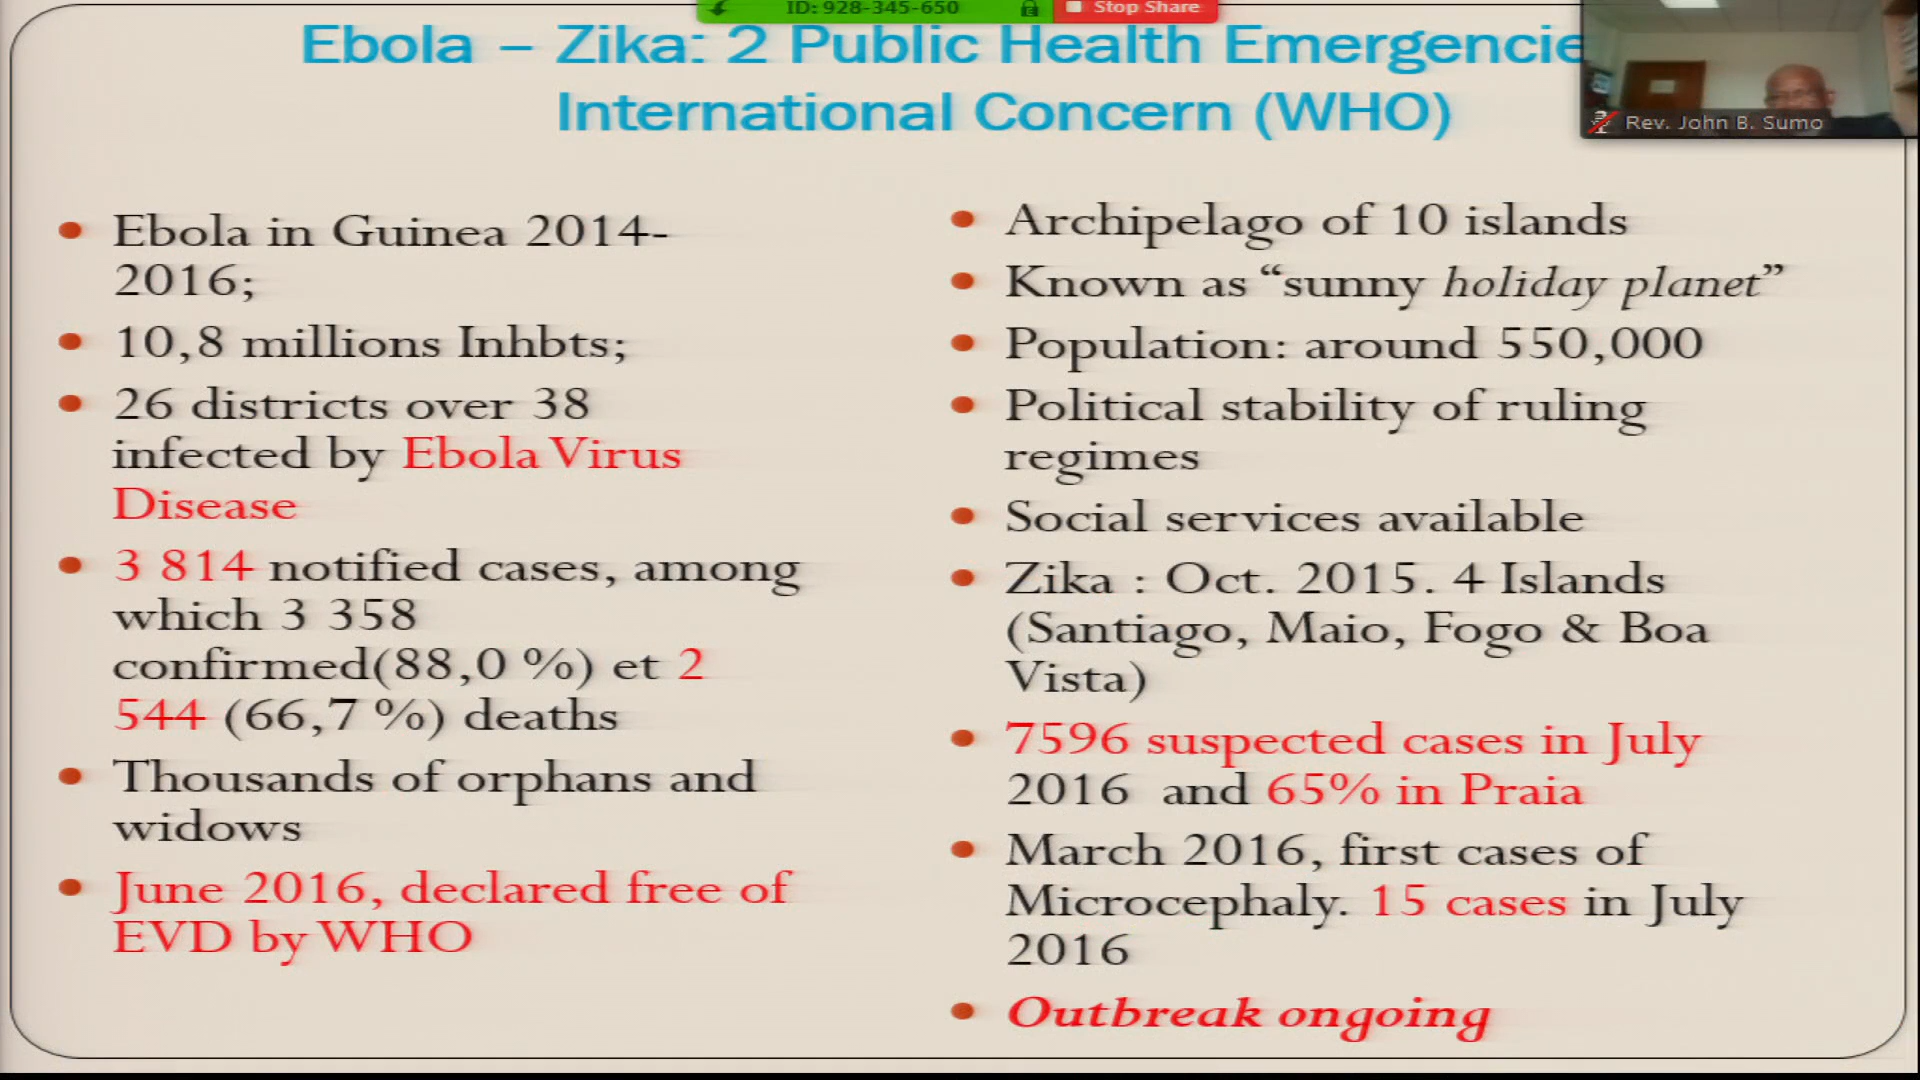 ID: 928-345-650
Stop Share
Ebola – Zika: 2 Public Health Emergencie
International Concern (WHO)
Rev. John B. Sumo
Ebola in Guinea 2014-
2016;
10,8 millions Inhbts;
26 districts over 38
infected by Ebola Virus
Disease
3 814 notified cases, among
which 3 358
confirmed(88,0 %) et 2
544 (66,7 %) deaths
Thousands of orphans and
widows
June 2016, declared free of
EVD by WHO
Archipelago of 10 islands
Known as “sunny holiday planet”
Population: around 550,000
Political stability of ruling
regimes
Social services available
Zika : Oct. 2015. 4 Islands
(Santiago, Maio, Fogo & Boa
Vista)
7596 suspected cases in July
2016 and 65% in Praia
March 2016, first cases of
Microcephaly. 15 cases in July
2016
Outbreak ongoing